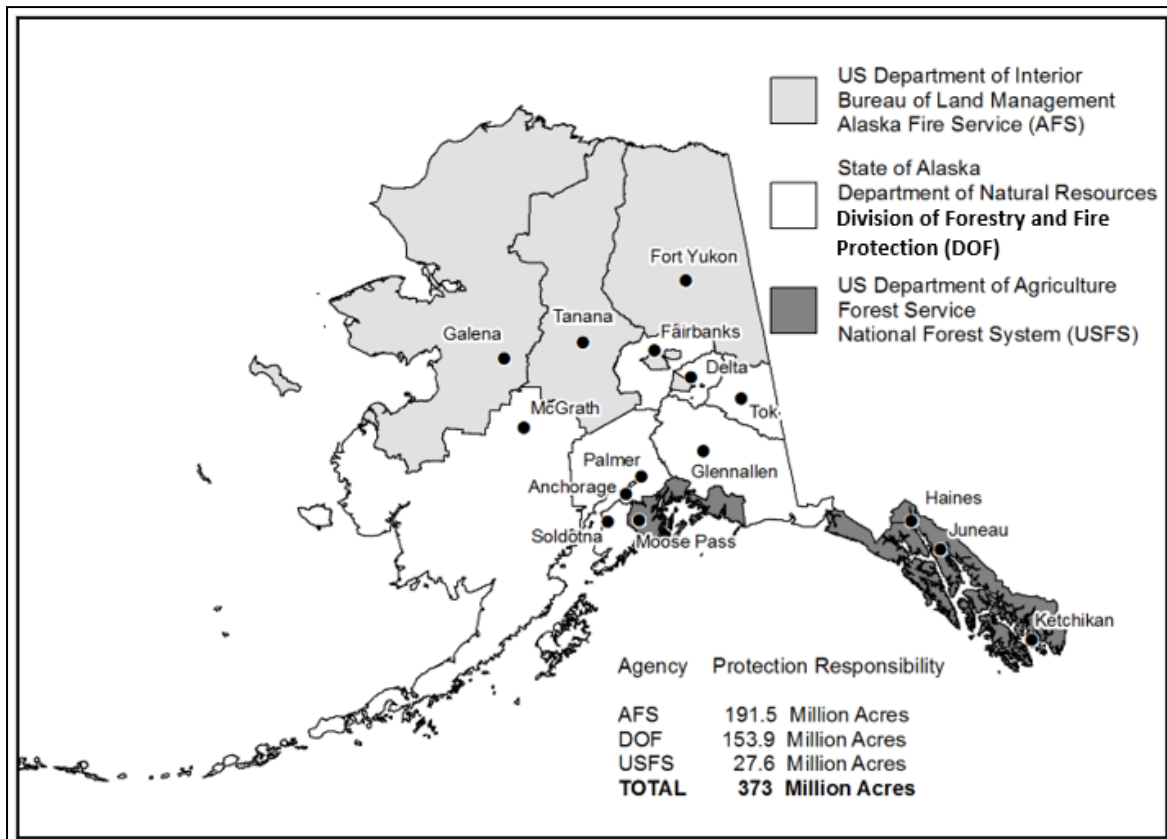 US Department of Interior
Bureau of Land Management
Alaska Fire Service (AFS)
State of Alaska
Department of Natural Resources
Division of Forestry and Fire
Protection (DOF)
US Department of Agriculture
Forest Service
National Forest System (USFS)
Fort Yukon
Tanana
Galena
Fairbanks
Delta
Tok
McGrath
Palmer
Glennallen
Anchorage
Soldotna
Moose Pass
Haines
Juneau
Ketchikan
Agency Protection Responsibility
AFS 191.5 Million Acres
DOF 153.9 Million Acres
USFS 27.6 Million Acres
TOTAL 373 Million Acres